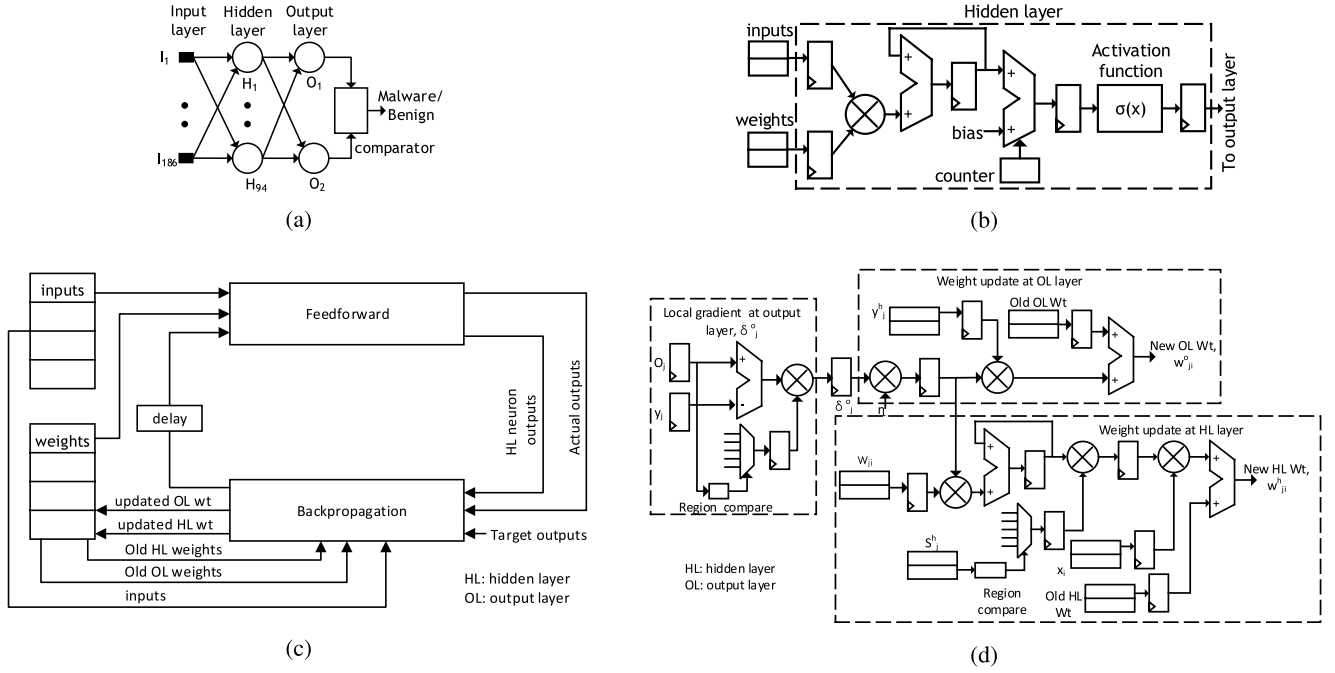 Input layer
Hidden layer
Output layer
I1
H1
O1
Malware/
Benign
I186
comparator
H94
O2
(a)
Hidden layer
inputs
Activation
function
weights
σ(x)
bias
counter
To output layer
+
+
+
+
(b)
inputs
Feedforward
delay
HL neuron
outputs
Actual outputs
weights
updated OL wt
Backpropagation
updated HL wt
Target outputs
Old HL weights
Old OL weights
inputs
HL: hidden layer
OL: output layer
(c)
Weight update at OL layer
Local gradient at output
layer, δ°j
yhj
Old OL Wt
+
+
New OL Wt,
w°ji
Oj
+
yj
-
δ°j
η
Region compare
Weight update at HL layer
wji
+
+
+
+
New HL Wt,
whji
Shj
xi
Region
compare
Old HL
Wt
HL: hidden layer
OL: output layer
(d)